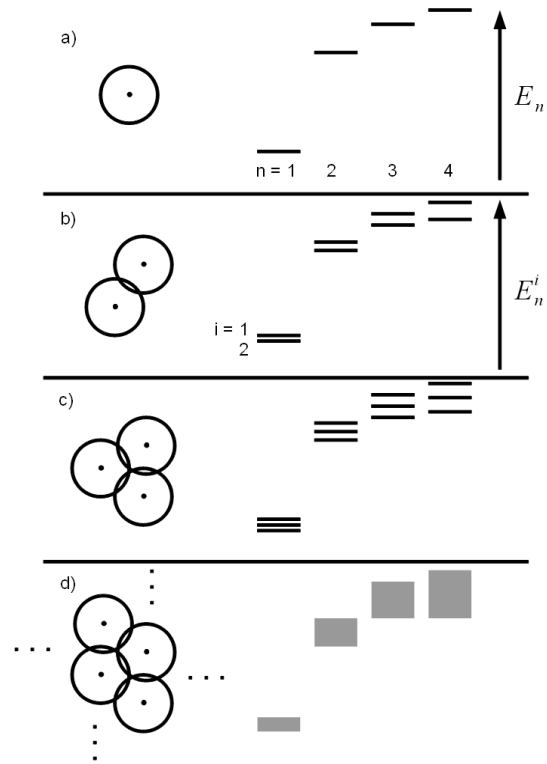 a)
E_n
n = 1 2 3 4
b)
E_n^i
i = 1
2
c)
d)
. . .
. . .
. . .
. . .